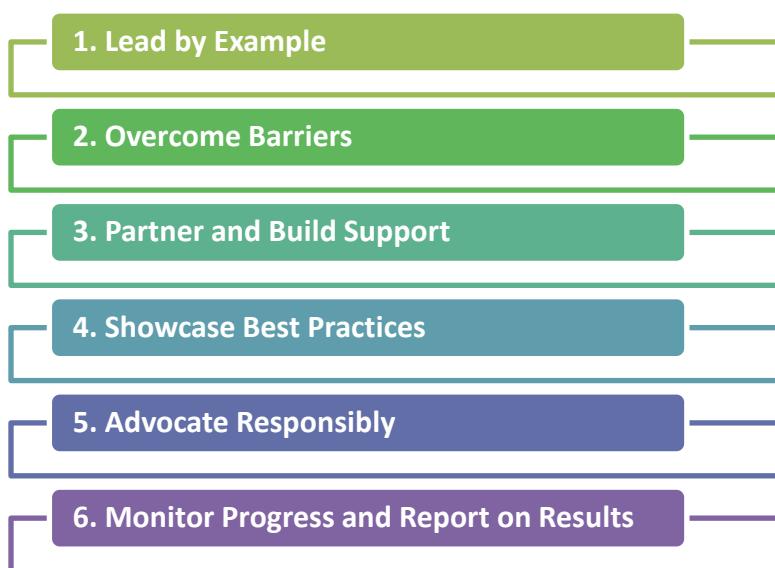 1. Lead by Example
2. Overcome Barriers
3. Partner and Build Support
4. Showcase Best Practices
5. Advocate Responsibly
6. Monitor Progress and Report on Results